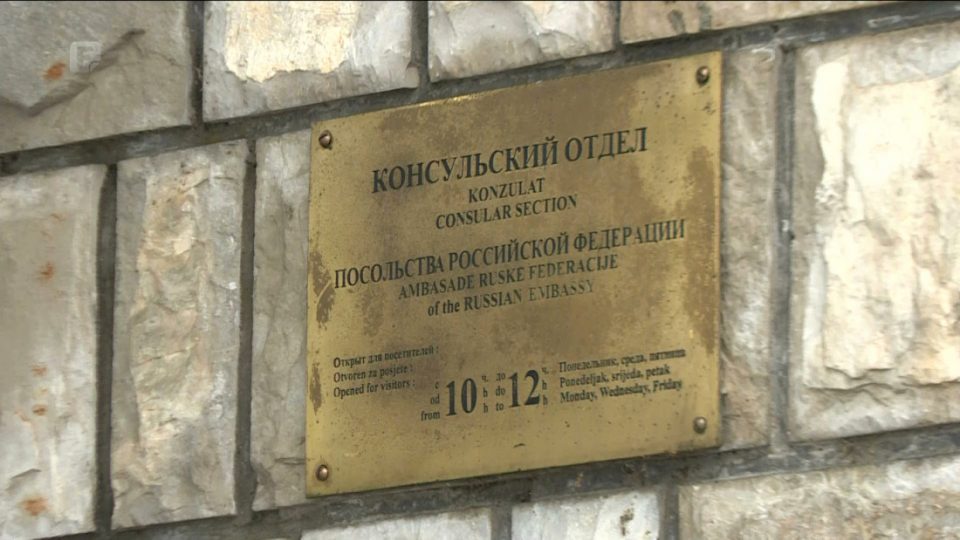 КОНСУЛЬСКИЙ ОТДЕЛ
KONZULAT
CONSULAR SECTION
ПОСОЛЬСТВА РОССИЙСКОЙ ФЕДЕРАЦИИ
AMBASADE RUSKE FEDERACIJE
of the RUSSIAN EMBASSY
Открыт для посетителей :
Otvoren za posjete :
Opened for visitors :
с 10 ч. до 12 ч. Понедельник, среда, пятница
od h do h Ponedeljak, srijeda, petak
from h to h Monday, Wednesday, Friday